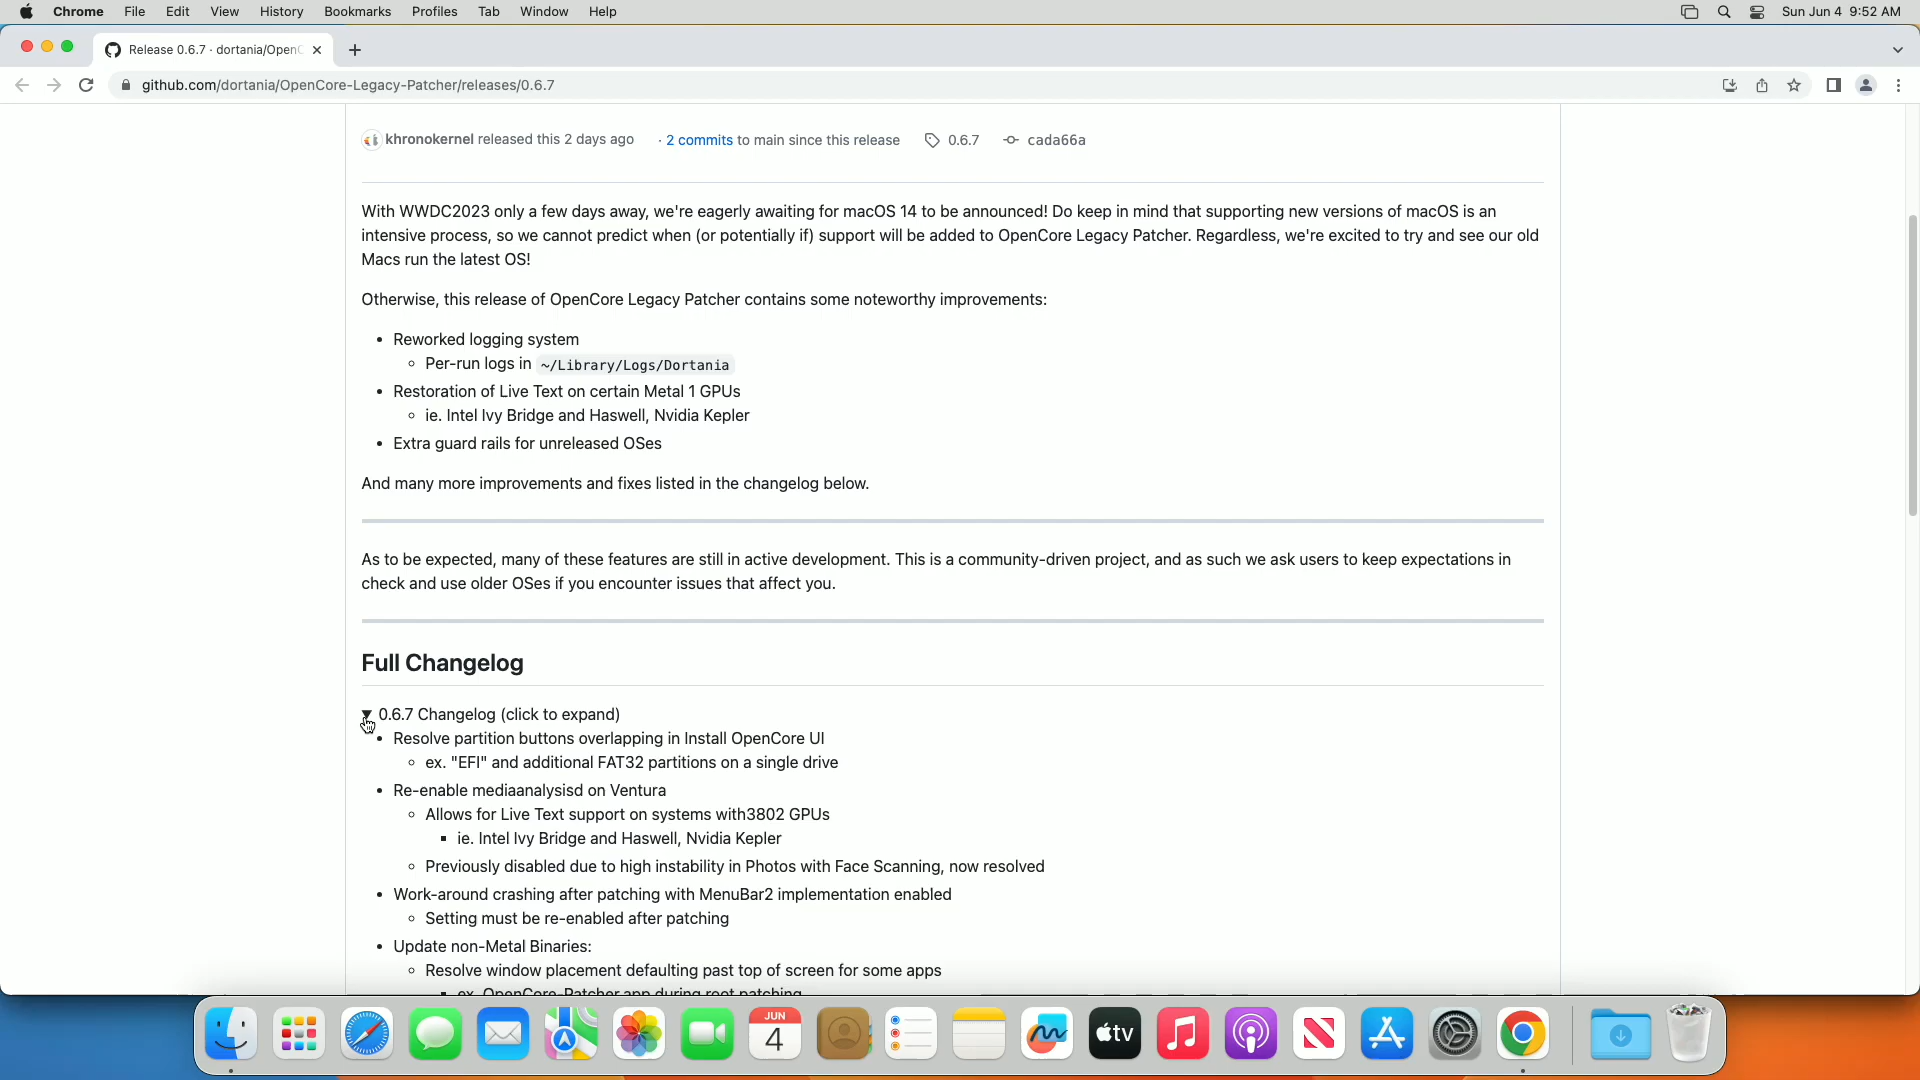 Chrome File Edit View History Bookmarks Profiles Tab Window Help Sun Jun 4 9:52 AM
Release 0.6.7 · dortania/OpenC
github.com/dortania/OpenCore-Legacy-Patcher/releases/0.6.7
khronokernel released this 2 days ago · 2 commits to main since this release 0.6.7 cada66a
With WWDC2023 only a few days away, we're eagerly awaiting for macOS 14 to be announced! Do keep in mind that supporting new versions of macOS is an
intensive process, so we cannot predict when (or potentially if) support will be added to OpenCore Legacy Patcher. Regardless, we're excited to try and see our old
Macs run the latest OS!
Otherwise, this release of OpenCore Legacy Patcher contains some noteworthy improvements:
• Reworked logging system
◦ Per-run logs in ~/Library/Logs/Dortania
• Restoration of Live Text on certain Metal 1 GPUs
◦ ie. Intel Ivy Bridge and Haswell, Nvidia Kepler
• Extra guard rails for unreleased OSes
And many more improvements and fixes listed in the changelog below.
As to be expected, many of these features are still in active development. This is a community-driven project, and as such we ask users to keep expectations in
check and use older OSes if you encounter issues that affect you.
Full Changelog
▼ 0.6.7 Changelog (click to expand)
• Resolve partition buttons overlapping in Install OpenCore UI
◦ ex. "EFI" and additional FAT32 partitions on a single drive
• Re-enable mediaanalysisd on Ventura
◦ Allows for Live Text support on systems with3802 GPUs
▪ ie. Intel Ivy Bridge and Haswell, Nvidia Kepler
◦ Previously disabled due to high instability in Photos with Face Scanning, now resolved
• Work-around crashing after patching with MenuBar2 implementation enabled
◦ Setting must be re-enabled after patching
• Update non-Metal Binaries:
◦ Resolve window placement defaulting past top of screen for some apps
▪ ex. OpenCore-Patcher.app during root patching
JUN
4
tv